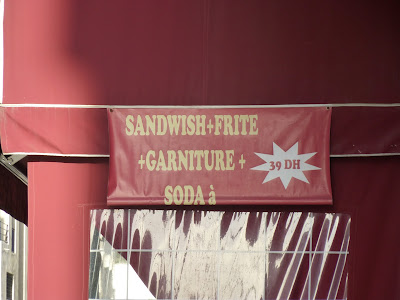 SANDWISH+FRITE
+GARNITURE +
39 DH
SODA à